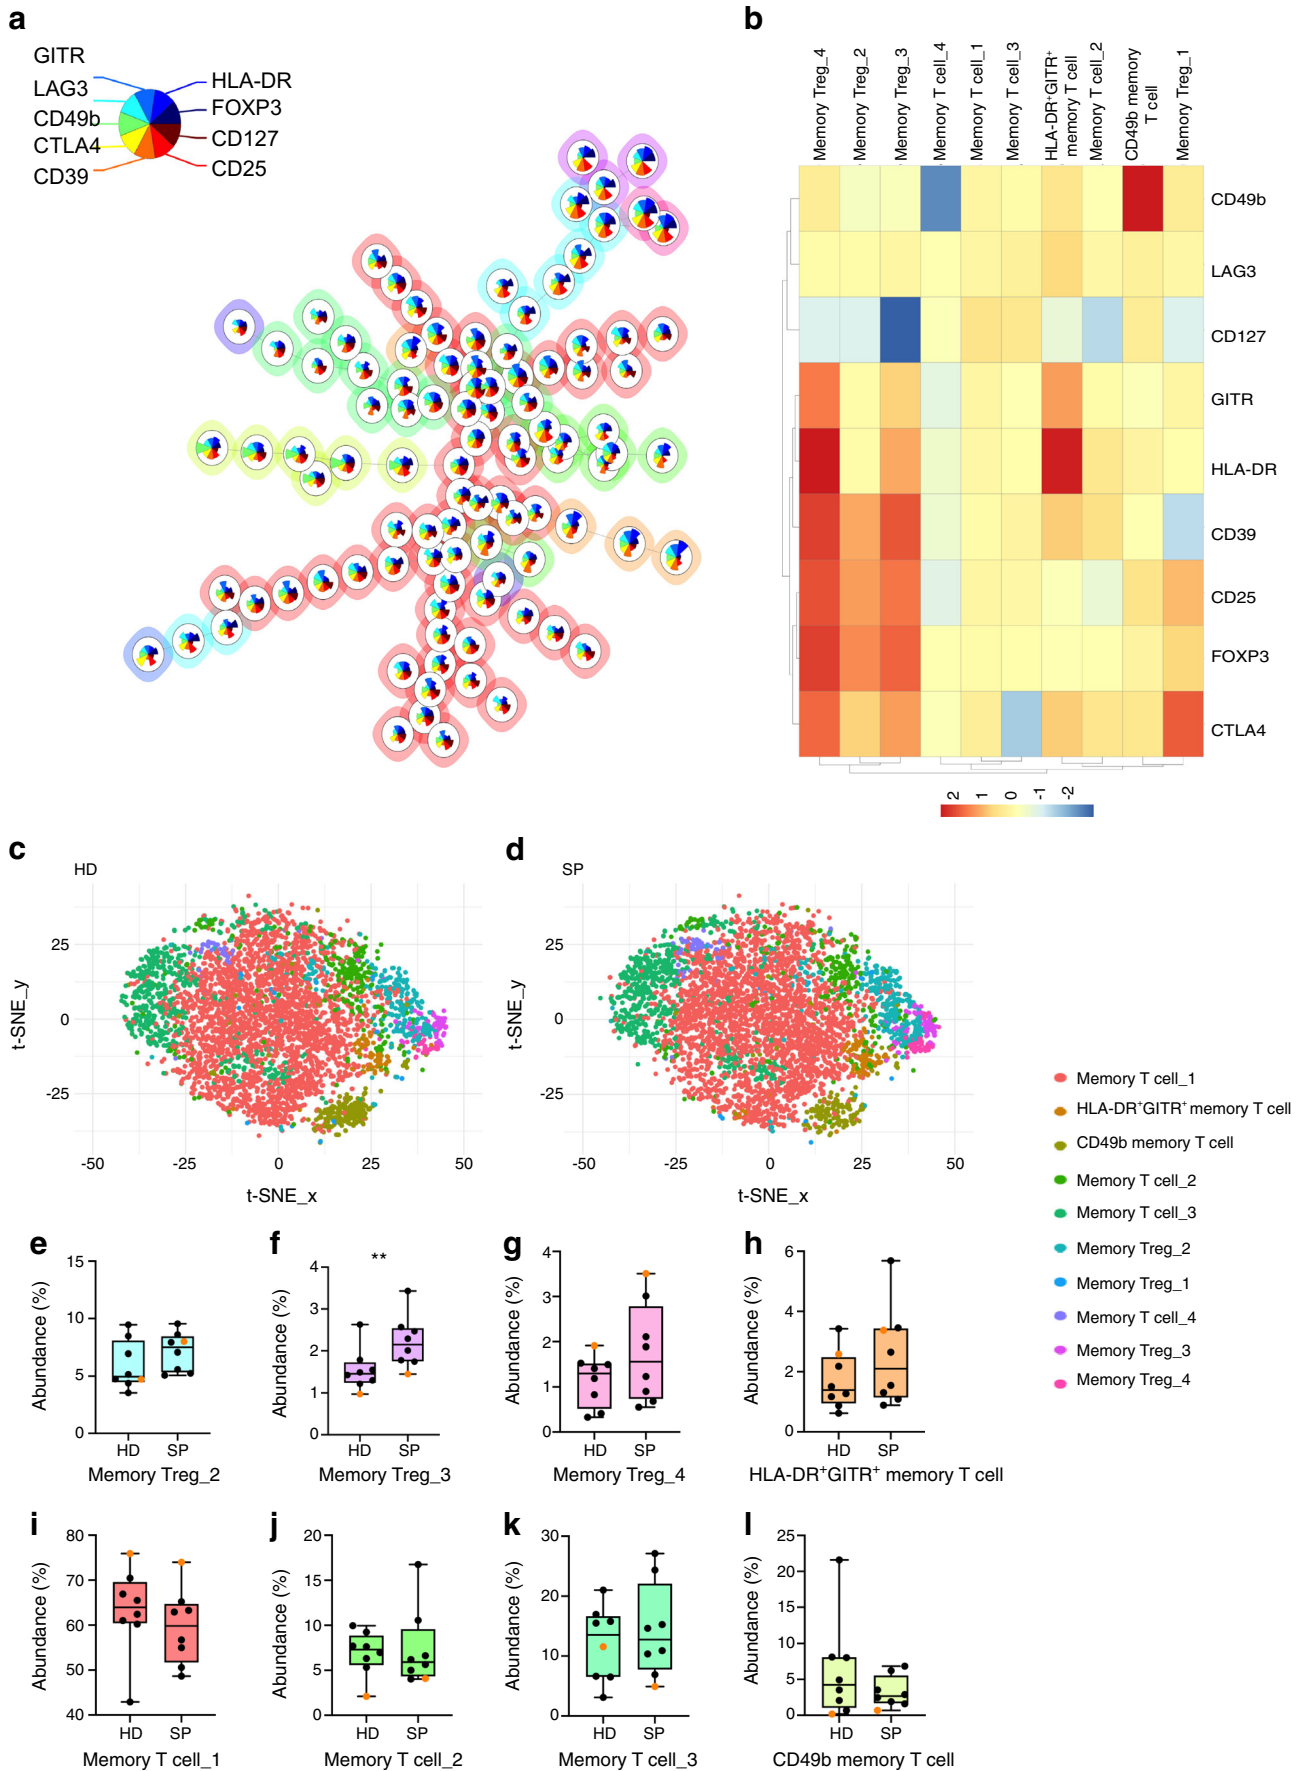 a
GITR
LAG3
CD49b
CTLA4
CD39
HLA-DR
FOXP3
CD127
CD25
b
Memory Treg_4
Memory Treg_2
Memory Treg_3
Memory T cell_4
Memory T cell_1
Memory T cell_3
HLA-DR⁺GITR⁺
memory T cell
Memory T cell_2
CD49b memory
T cell
Memory Treg_1
CD49b
LAG3
CD127
GITR
HLA-DR
CD39
CD25
FOXP3
CTLA4
2 1 0 -1 -2
c
HD
t-SNE_y
25
0
-25
-50 -25 0 25 50
t-SNE_x
d
SP
t-SNE_y
25
0
-25
-50 -25 0 25 50
t-SNE_x
Memory T cell_1
HLA-DR⁺GITR⁺ memory T cell
CD49b memory T cell
Memory T cell_2
Memory T cell_3
Memory Treg_2
Memory Treg_1
Memory T cell_4
Memory Treg_3
Memory Treg_4
e
Abundance (%)
15
10
5
0
HD SP
Memory Treg_2
f
**
Abundance (%)
4
3
2
1
0
HD SP
Memory Treg_3
g
Abundance (%)
4
3
2
1
0
HD SP
Memory Treg_4
h
Abundance (%)
6
4
2
0
HD SP
HLA-DR⁺GITR⁺ memory T cell
i
Abundance (%)
80
70
60
50
40
HD SP
Memory T cell_1
j
Abundance (%)
20
15
10
5
0
HD SP
Memory T cell_2
k
Abundance (%)
30
20
10
0
HD SP
Memory T cell_3
l
Abundance (%)
25
20
15
10
5
0
HD SP
CD49b memory T cell